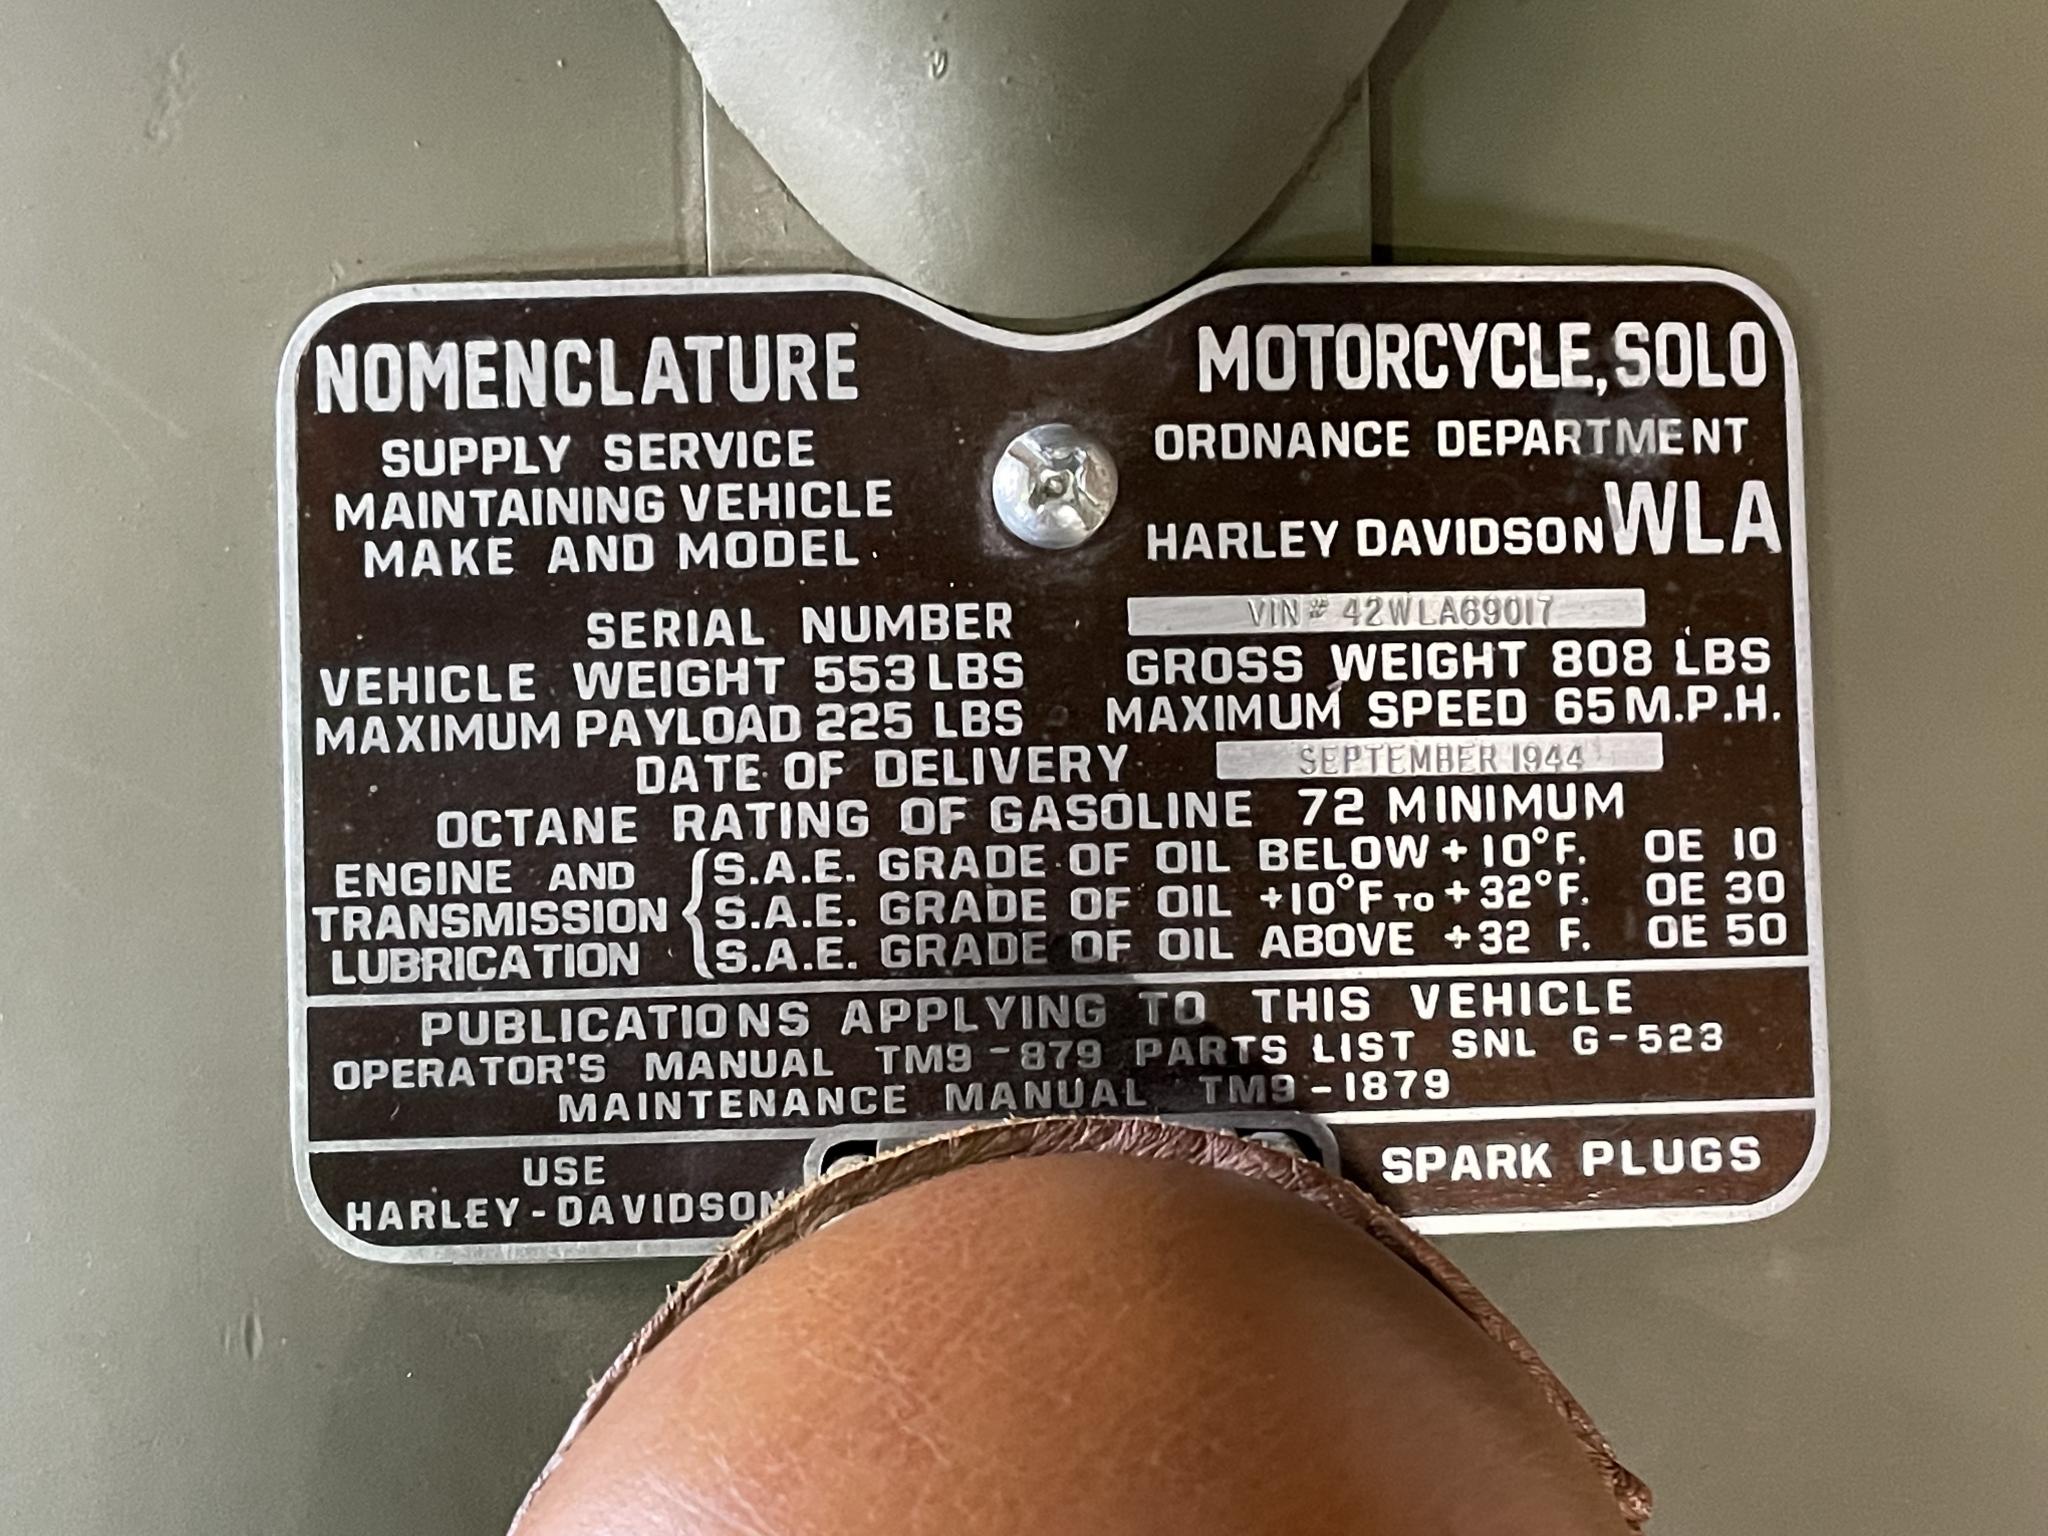 NOMENCLATURE MOTORCYCLE, SOLO
SUPPLY SERVICE ORDNANCE DEPARTMENT
MAINTAINING VEHICLE
MAKE AND MODEL HARLEY DAVIDSON WLA
SERIAL NUMBER VIN# 42WLA69017
VEHICLE WEIGHT 553 LBS GROSS WEIGHT 808 LBS
MAXIMUM PAYLOAD 225 LBS MAXIMUM SPEED 65 M.P.H.
DATE OF DELIVERY SEPTEMBER 1944
OCTANE RATING OF GASOLINE 72 MINIMUM
ENGINE AND S.A.E. GRADE OF OIL BELOW +10°F. OE 10
TRANSMISSION S.A.E. GRADE OF OIL +10°F TO +32°F. OE 30
LUBRICATION S.A.E. GRADE OF OIL ABOVE +32 F. OE 50
PUBLICATIONS APPLYING TO THIS VEHICLE
OPERATOR'S MANUAL TM9-879 PARTS LIST SNL G-523
MAINTENANCE MANUAL TM9-1879
USE
HARLEY-DAVIDSON SPARK PLUGS